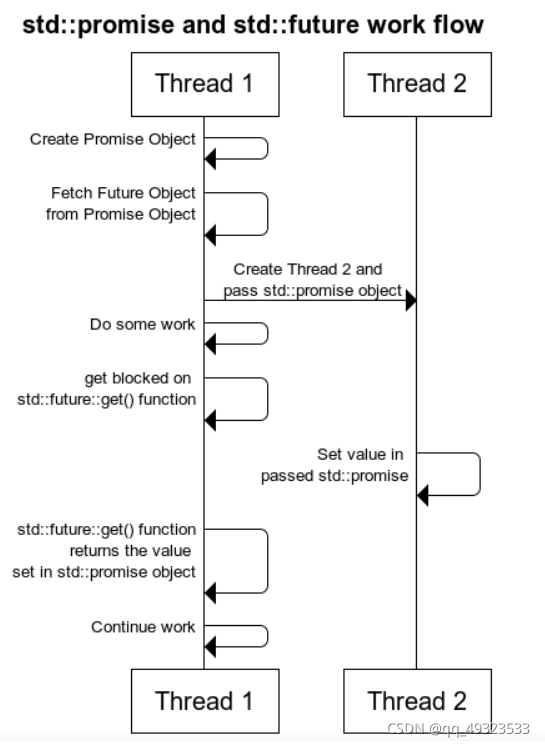 std::promise and std::future work flow
Thread 1
Thread 2
Create Promise Object
Fetch Future Object
from Promise Object
Create Thread 2 and
pass std::promise object
Do some work
get blocked on
std::future::get() function
Set value in
passed std::promise
std::future::get() function
returns the value
set in std::promise object
Continue work
Thread 1
Thread 2
CSDN @qq_49323533